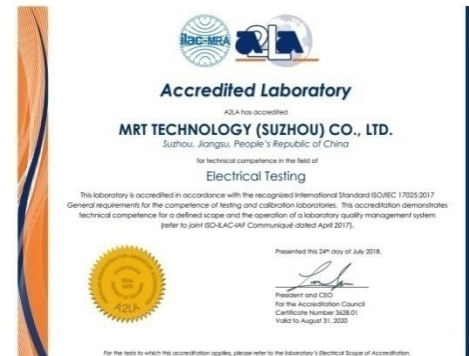 ilac-MRA
A2LA
Accredited Laboratory
A2LA has accredited
MRT TECHNOLOGY (SUZHOU) CO., LTD.
Suzhou, Jiangsu, People's Republic of China
for technical competence in the field of
Electrical Testing
This laboratory is accredited in accordance with the recognized International Standard ISO/IEC 17025:2017
General requirements for the competence of testing and calibration laboratories. This accreditation demonstrates
technical competence for a defined scope and the operation of a laboratory quality management system
(refer to joint ISO-ILAC-IAF Communiqué dated April 2017).
Presented this 24th day of July 2018.
President and CEO
For the Accreditation Council
Certificate Number 3628.01
Valid to August 31, 2020
SEAL
A2LA
For the tests to which this accreditation applies, please refer to the laboratory's Electrical Scope of Accreditation.